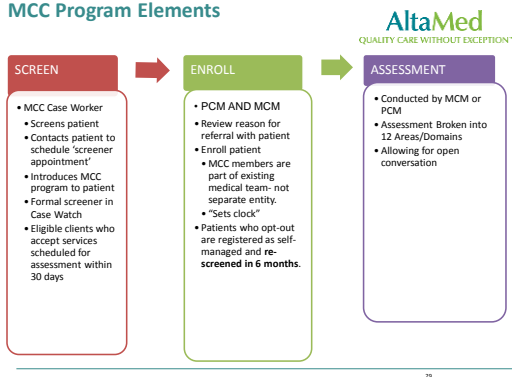 MCC Program Elements
AltaMed
QUALITY CARE WITHOUT EXCEPTION™
SCREEN
• MCC Case Worker
• Screens patient
• Contacts patient to
schedule ‘screener
appointment’
• Introduces MCC
program to patient
• Formal screener in
Case Watch
• Eligible clients who
accept services
scheduled for
assessment within
30 days
ENROLL
• PCM AND MCM
• Review reason for
referral with patient
• Enroll patient
• MCC members are
part of existing
medical team- not
separate entity.
• “Sets clock”
• Patients who opt-out
are registered as self-
managed and re-
screened in 6 months.
ASSESSMENT
• Conducted by MCM or
PCM
• Assessment Broken into
12 Areas/Domains
• Allowing for open
conversation